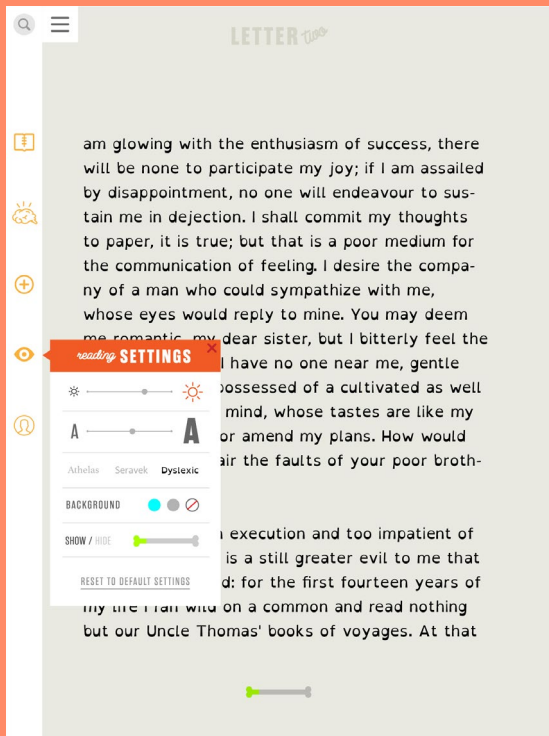 LETTER two
am glowing with the enthusiasm of success, there
will be none to participate my joy; if I am assailed
by disappointment, no one will endeavour to sus-
tain me in dejection. I shall commit my thoughts
to paper, it is true; but that is a poor medium for
the communication of feeling. I desire the compa-
ny of a man who could sympathize with me,
whose eyes would reply to mine. You may deem
me romantic, my dear sister, but I bitterly feel the
I have no one near me, gentle
possessed of a cultivated as well
mind, whose tastes are like my
or amend my plans. How would
air the faults of your poor broth-
execution and too impatient of
is a still greater evil to me that
d: for the first fourteen years of
my life I ran wild on a common and read nothing
but our Uncle Thomas' books of voyages. At that
reading SETTINGS
A A
Athelas Seravek Dyslexic
BACKGROUND
SHOW / HIDE
RESET TO DEFAULT SETTINGS